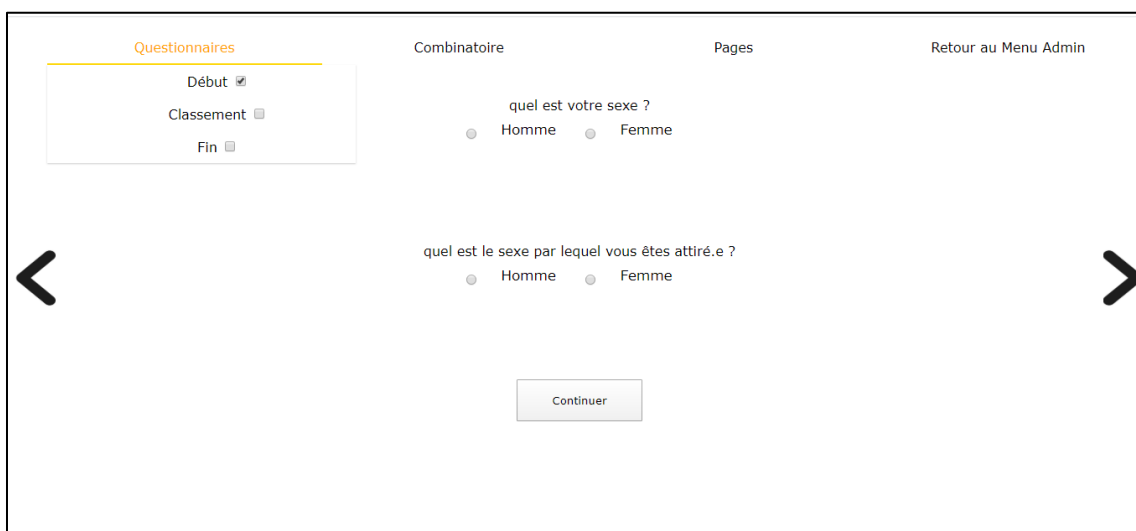 Questionnaires Combinatoire Pages Retour au Menu Admin
Début
Classement
Fin
quel est votre sexe ?
Homme Femme
quel est le sexe par lequel vous êtes attiré.e ?
Homme Femme
Continuer